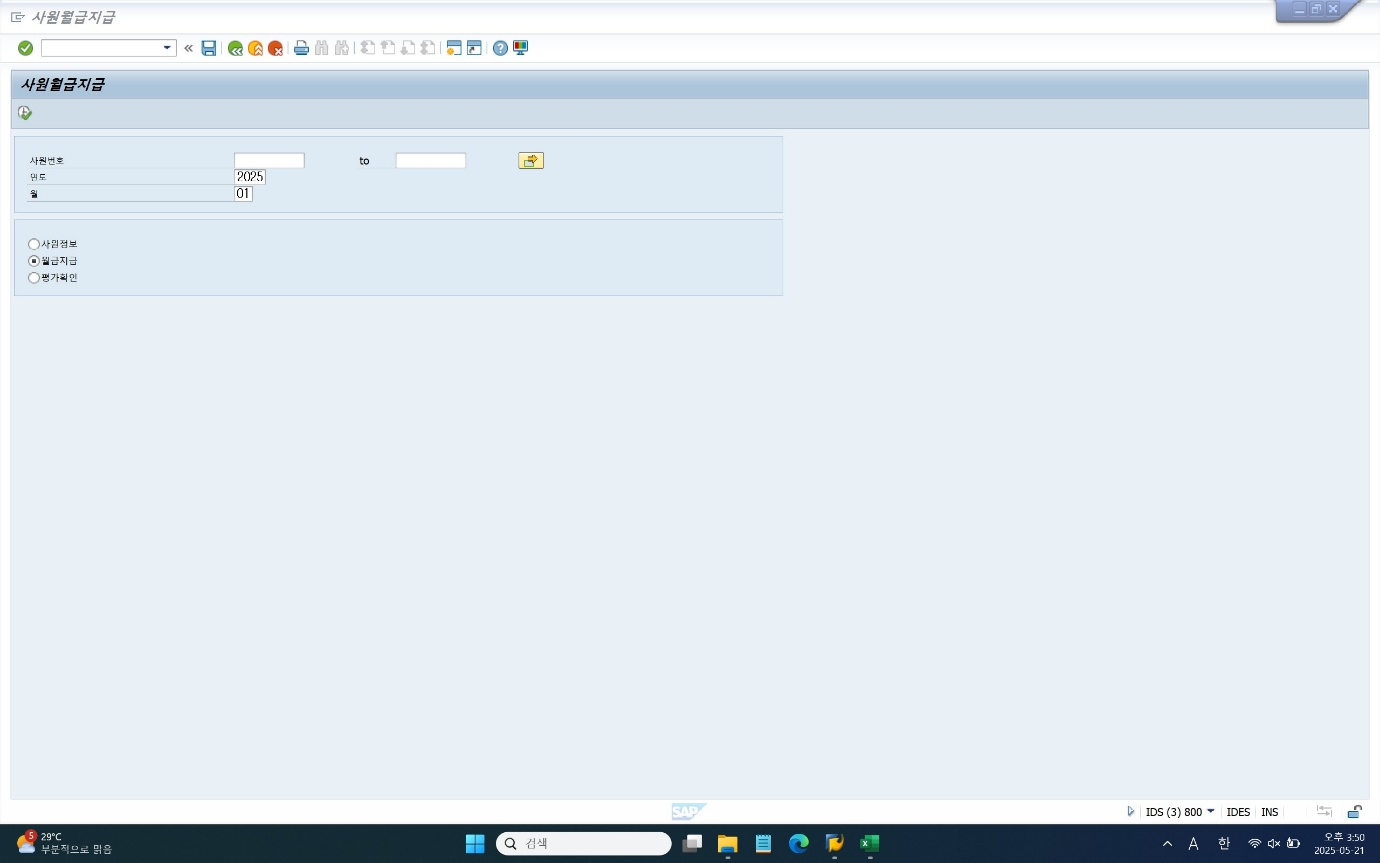 사원월급지급
사원월급지급
사원번호 to
연도 2025
월 01
사원정보
월급지급
평가확인
SAP
IDS (3) 800 IDES INS
5
29°C
부분적으로 맑음
검색
A 한
오후 3:50
2025-05-21